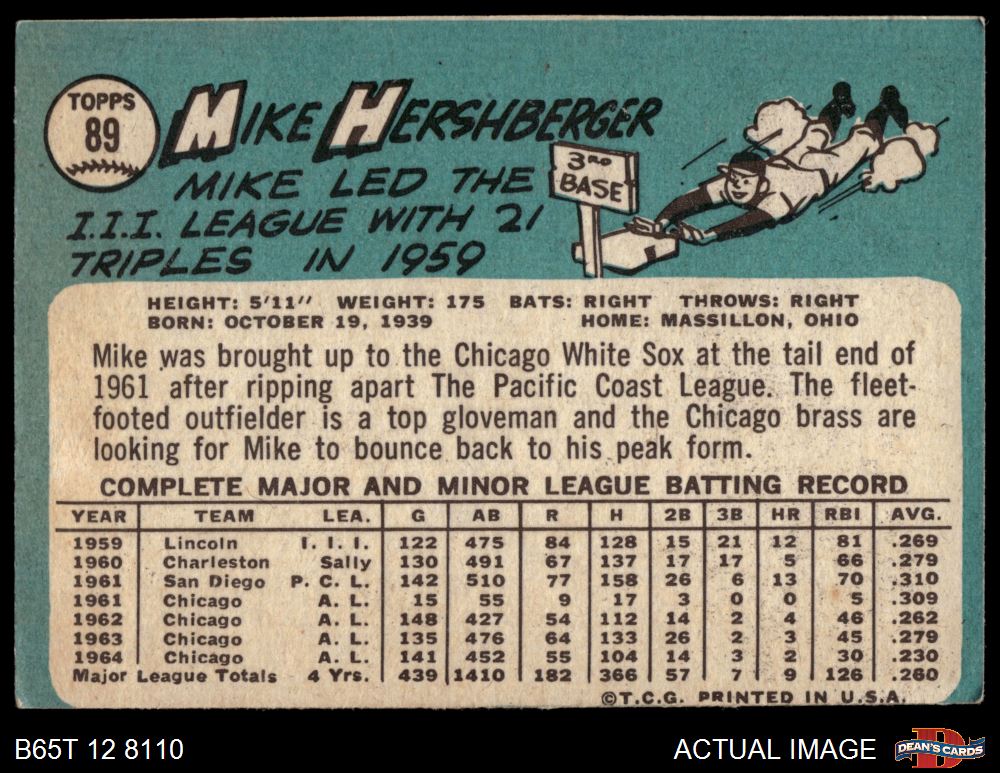 TOPPS
89
MIKE HERSHBERGER
MIKE LED THE
I.I.I. LEAGUE WITH 21
TRIPLES IN 1959
3RD
BASE
HEIGHT: 5'11" WEIGHT: 175 BATS: RIGHT THROWS: RIGHT
BORN: OCTOBER 19, 1939 HOME: MASSILLON, OHIO
Mike was brought up to the Chicago White Sox at the tail end of
1961 after ripping apart The Pacific Coast League. The fleet-
footed outfielder is a top gloveman and the Chicago brass are
looking for Mike to bounce back to his peak form.
COMPLETE MAJOR AND MINOR LEAGUE BATTING RECORD
YEAR TEAM LEA. G AB R H 2B 3B HR RBI AVG.
1959 Lincoln I. I. I. 122 475 84 128 15 21 12 81 .269
1960 Charleston Sally 130 491 67 137 17 17 5 66 .279
1961 San Diego P. C. L. 142 510 77 158 26 6 13 70 .310
1961 Chicago A. L. 15 55 9 17 3 0 0 5 .309
1962 Chicago A. L. 148 427 54 112 14 2 4 46 .262
1963 Chicago A. L. 135 476 64 133 26 2 3 45 .279
1964 Chicago A. L. 141 452 55 104 14 3 2 30 .230
Major League Totals 4 Yrs. 439 1410 182 366 57 7 9 126 .260
©T.C.G. PRINTED IN U.S.A.
B65T 12 8110 ACTUAL IMAGE
D
DEAN'S CARDS